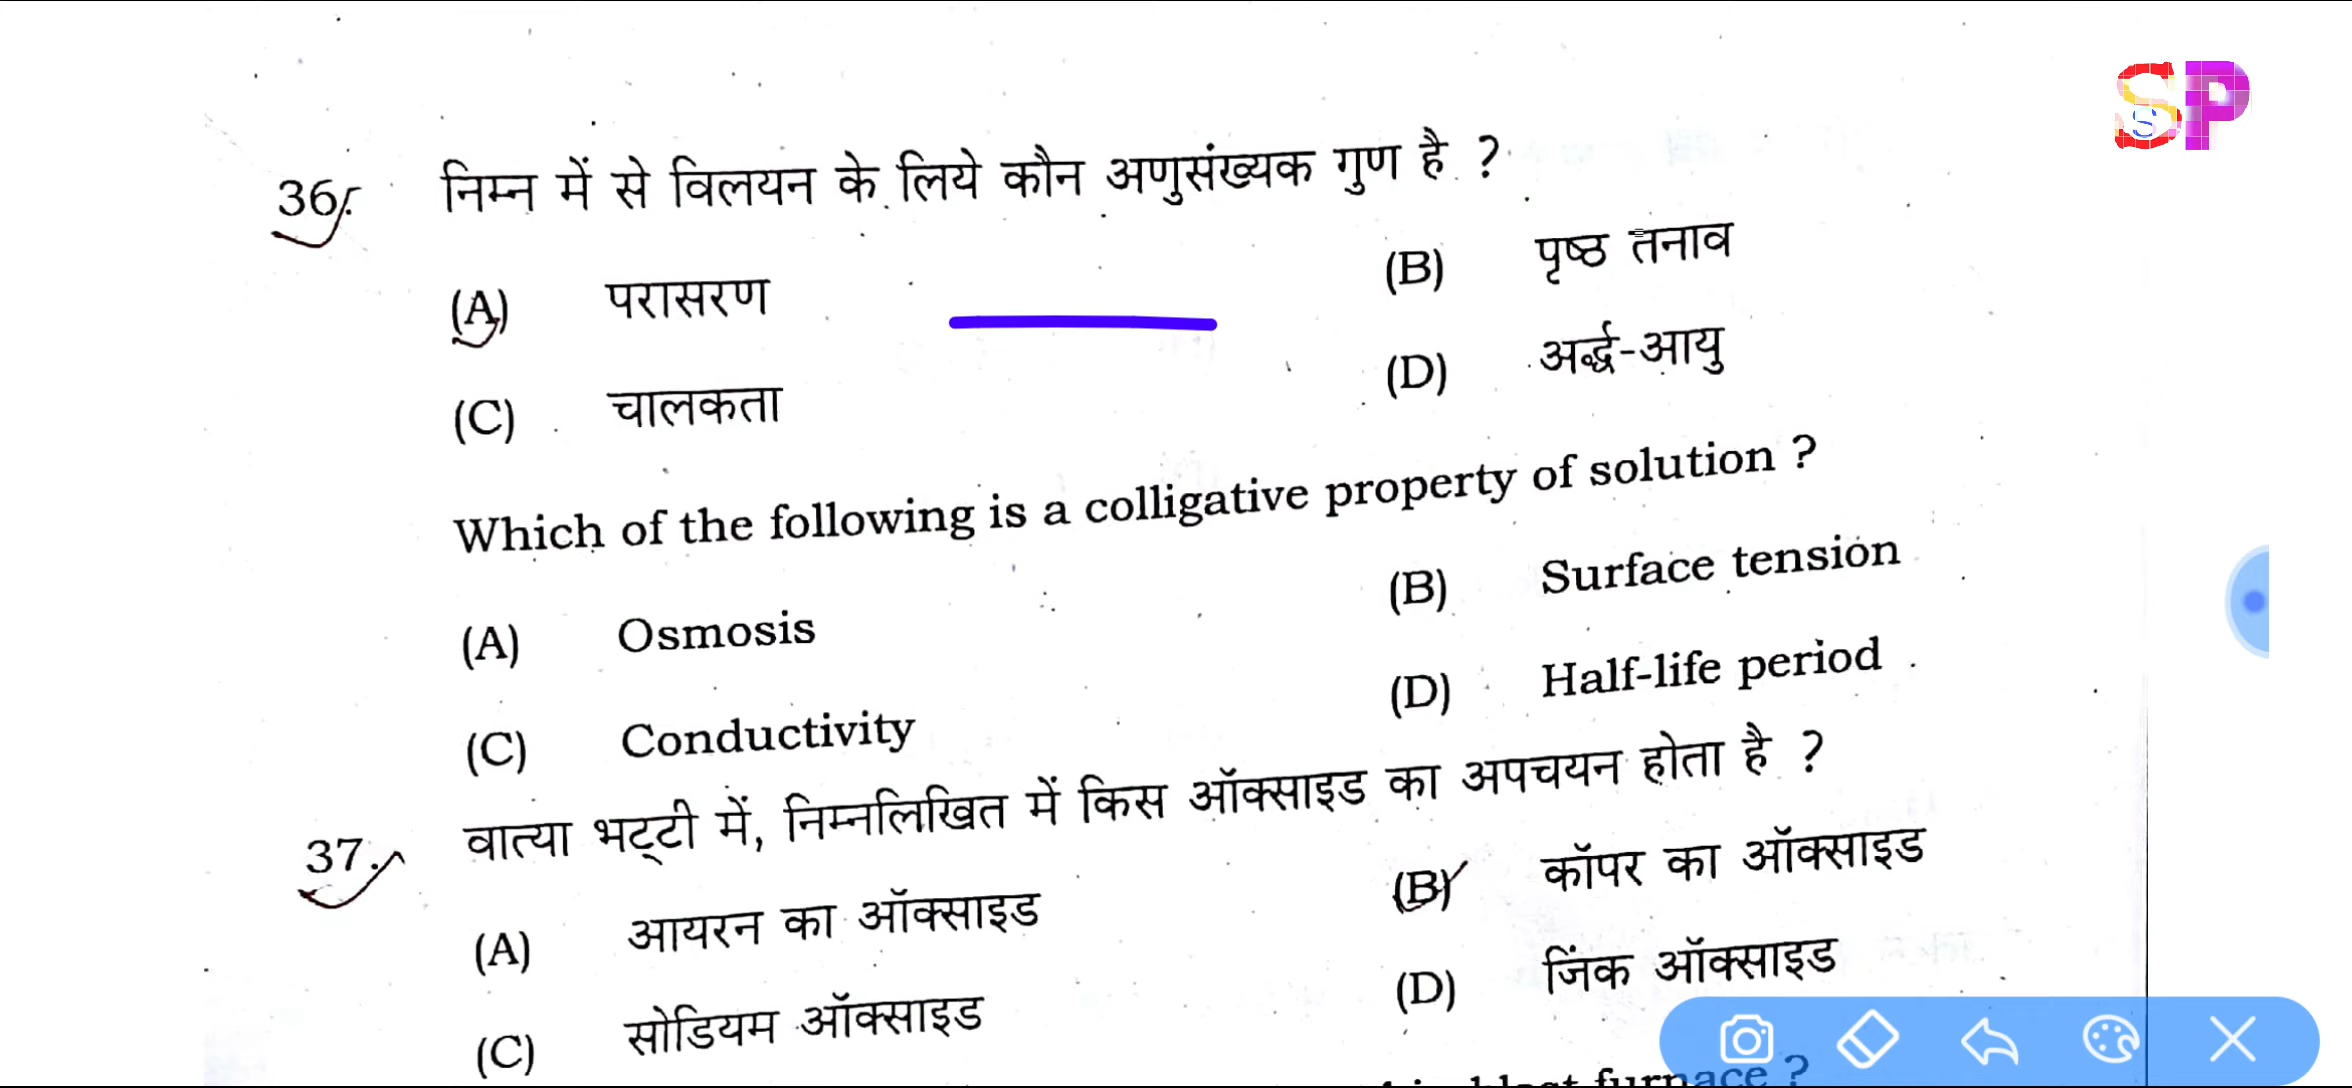 SP
S
36. निम्न में से विलयन के लिये कौन अणुसंख्यक गुण है ?
(A) परासरण (B) पृष्ठ तनाव
(C) चालकता (D) अर्द्ध-आयु
Which of the following is a colligative property of solution ?
(A) Osmosis (B) Surface tension
(C) Conductivity (D) Half-life period
37. वात्या भट्टी में, निम्नलिखित में किस ऑक्साइड का अपचयन होता है ?
(A) आयरन का ऑक्साइड (B) कॉपर का ऑक्साइड
(C) सोडियम ऑक्साइड (D) जिंक ऑक्साइड
blast furnace ?